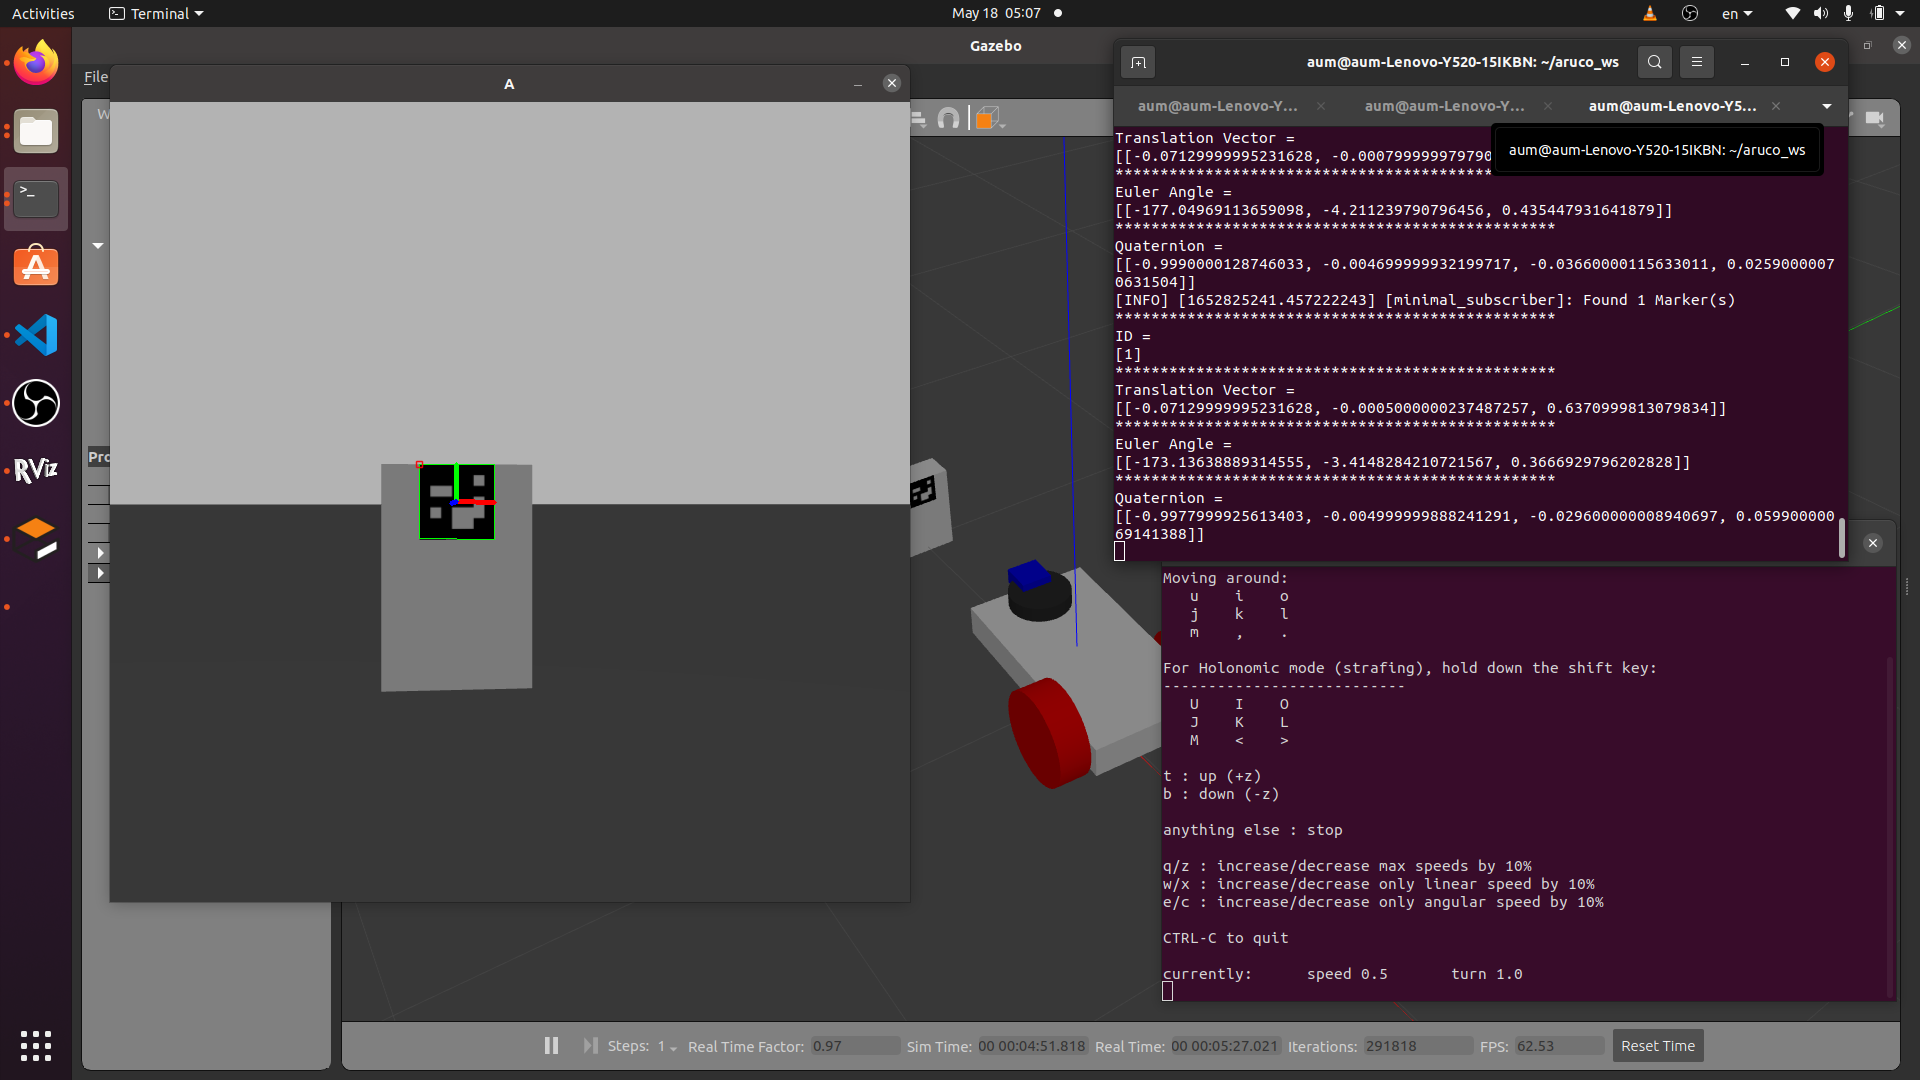 Activities
Terminal
May 18 05:07
en
Gazebo
File
A
W
Pro
aum@aum-Lenovo-Y520-15IKBN: ~/aruco_ws
aum@aum-Lenovo-Y...
aum@aum-Lenovo-Y...
aum@aum-Lenovo-Y5...
aum@aum-Lenovo-Y520-15IKBN: ~/aruco_ws
Translation Vector =
[[-0.07129999995231628, -0.000799999979790
*************************************************
Euler Angle =
[[-177.04969113659098, -4.211239790796456, 0.435447931641879]]
*************************************************
Quaternion =
[[-0.9990000128746033, -0.004699999932199717, -0.03660000115633011, 0.0259000007
0631504]]
[INFO] [1652825241.457222243] [minimal_subscriber]: Found 1 Marker(s)
*************************************************
ID =
[1]
*************************************************
Translation Vector =
[[-0.07129999995231628, -0.0005000000237487257, 0.6370999813079834]]
*************************************************
Euler Angle =
[[-173.13638889314555, -3.4148284210721567, 0.3666929796202828]]
*************************************************
Quaternion =
[[-0.9977999925613403, -0.004999999888241291, -0.029600000008940697, 0.059900000
69141388]]
Moving around:
u i o
j k l
m , .
For Holonomic mode (strafing), hold down the shift key:
---------------------------
U I O
J K L
M < >
t : up (+z)
b : down (-z)
anything else : stop
q/z : increase/decrease max speeds by 10%
w/x : increase/decrease only linear speed by 10%
e/c : increase/decrease only angular speed by 10%
CTRL-C to quit
currently: speed 0.5 turn 1.0
RViz
Steps: 1 Real Time Factor: 0.97 Sim Time: 00 00:04:51.818 Real Time: 00 00:05:27.021 Iterations: 291818 FPS: 62.53 Reset Time